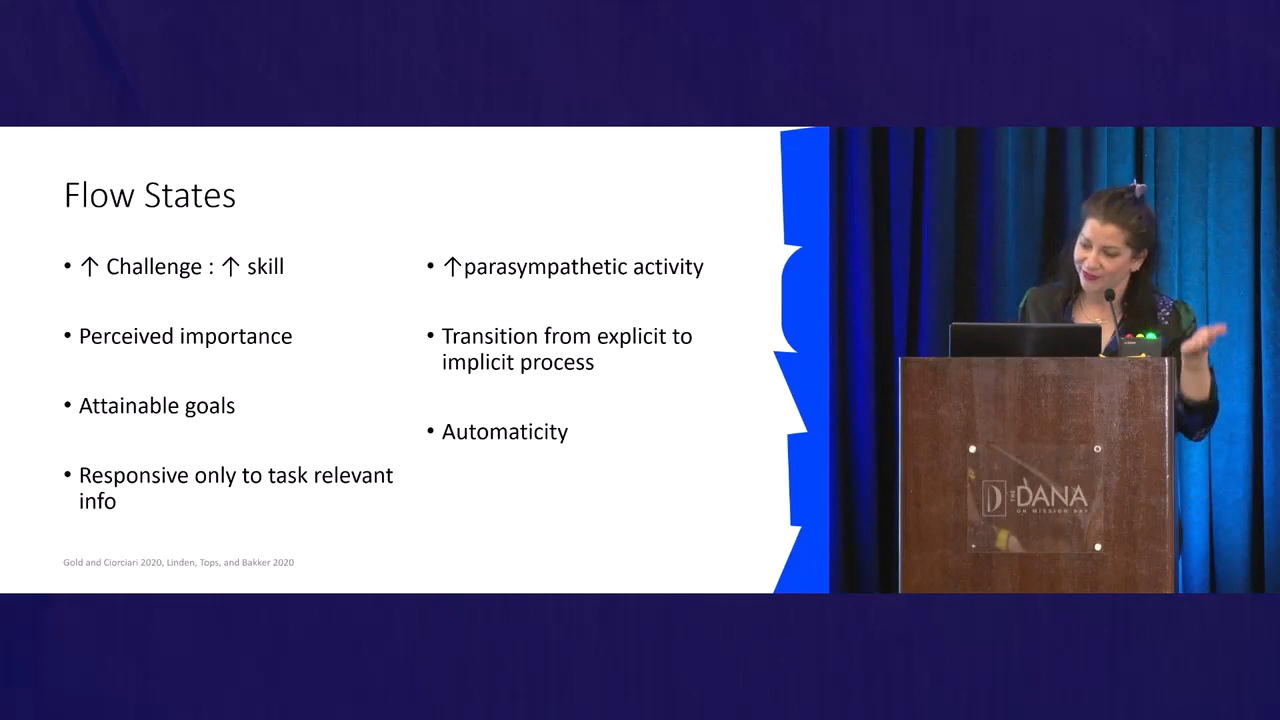 Flow States
• ↑ Challenge : ↑ skill
• Perceived importance
• Attainable goals
• Responsive only to task relevant
info
• ↑parasympathetic activity
• Transition from explicit to
implicit process
• Automaticity
Gold and Ciorciari 2020, Linden, Tops, and Bakker 2020
THE DANA
ON MISSION BAY